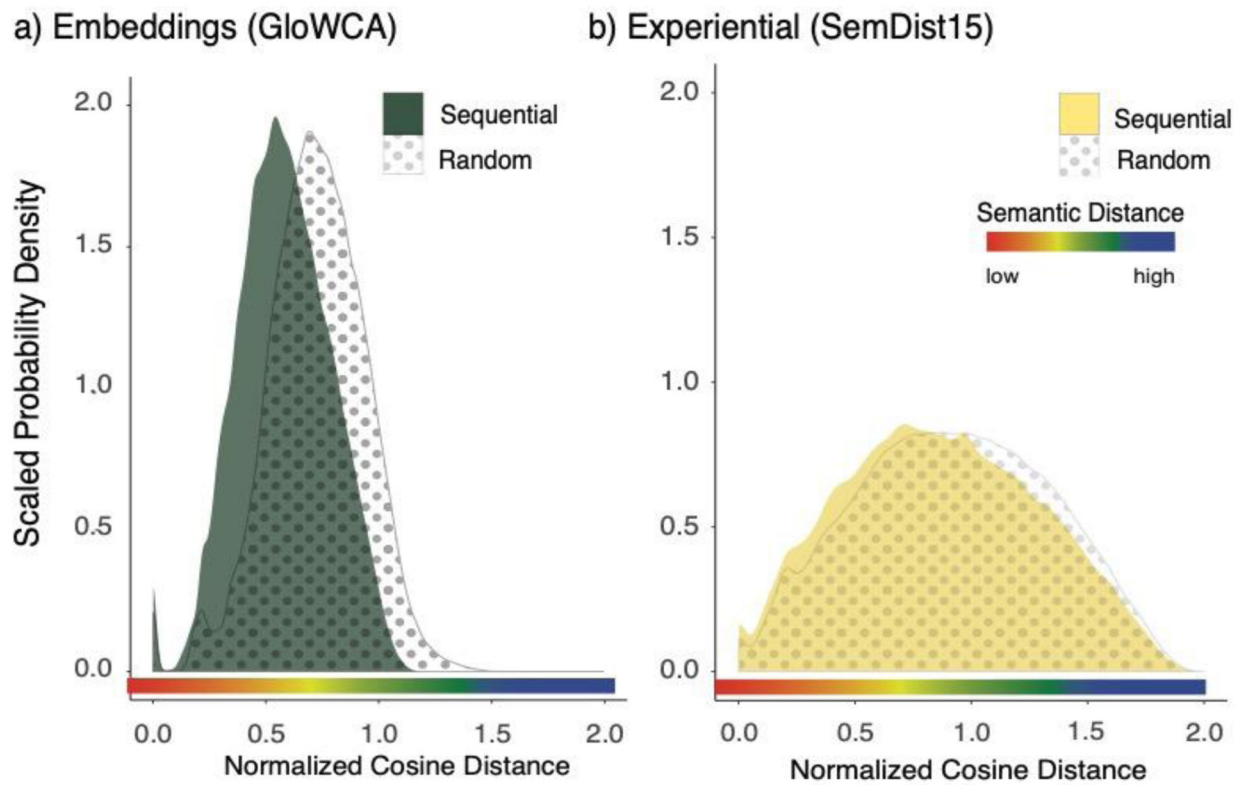 a) Embeddings (GloWCA)
b) Experiential (SemDist15)
Scaled Probability Density
2.0
1.5
1.0
0.5
0.0
Sequential
Random
0.0 0.5 1.0 1.5 2.0
Normalized Cosine Distance
2.0
1.5
1.0
0.5
0.0
Sequential
Random
Semantic Distance
low high
0.0 0.5 1.0 1.5 2.0
Normalized Cosine Distance